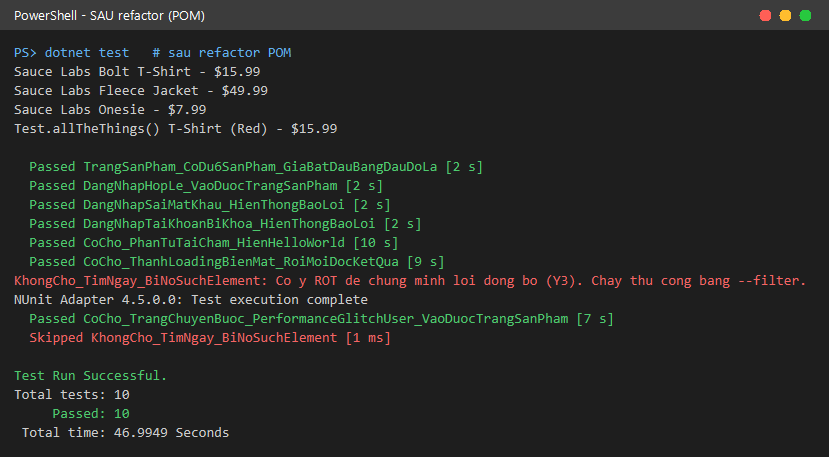 PowerShell - SAU refactor (POM)
PS> dotnet test   # sau refactor POM
Sauce Labs Bolt T-Shirt - $15.99
Sauce Labs Fleece Jacket - $49.99
Sauce Labs Onesie - $7.99
Test.allTheThings() T-Shirt (Red) - $15.99
Passed TrangSanPham_CoDu6SanPham_GiaBatDauBangDauDoLa [2 s]
Passed DangNhapHopLe_VaoDuocTrangSanPham [2 s]
Passed DangNhapSaiMatKhau_HienThongBaoLoi [2 s]
Passed DangNhapTaiKhoanBiKhoa_HienThongBaoLoi [2 s]
Passed CoCho_PhanTuTaiCham_HienHelloWorld [10 s]
Passed CoCho_ThanhLoadingBienMat_RoiMoiDocKetQua [9 s]
KhongCho_TimNgay_BiNoSuchElement: Co y ROT de chung minh loi dong bo (Y3). Chay thu cong bang --filter.
NUnit Adapter 4.5.0.0: Test execution complete
Passed CoCho_TrangChuyenBuoc_PerformanceGlitchUser_VaoDuocTrangSanPham [7 s]
Skipped KhongCho_TimNgay_BiNoSuchElement [1 ms]
Test Run Successful.
Total tests: 10
Passed: 10
Total time: 46.9949 Seconds